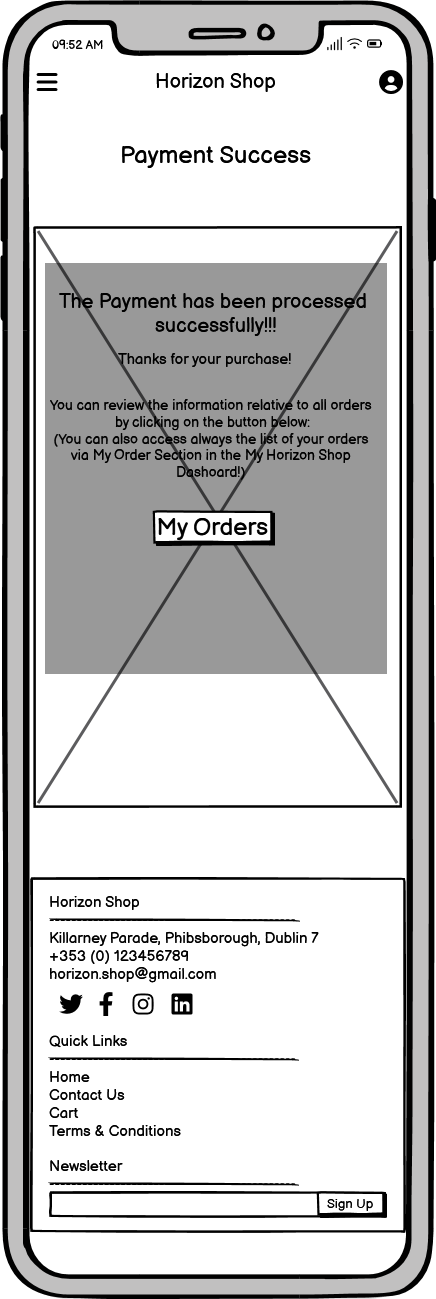 09:52 AM
Horizon Shop
Payment Success
The Payment has been processed
successfully!!!
Thanks for your purchase!
You can review the information relative to all orders
by clicking on the button below:
(You can also access always the list of your orders
via My Order Section in the My Horizon Shop
Dashoard!)
My Orders
Horizon Shop
Killarney Parade, Phibsborough, Dublin 7
+353 (0) 123456789
horizon.shop@gmail.com
Quick Links
Home
Contact Us
Cart
Terms & Conditions
Newsletter
Sign Up